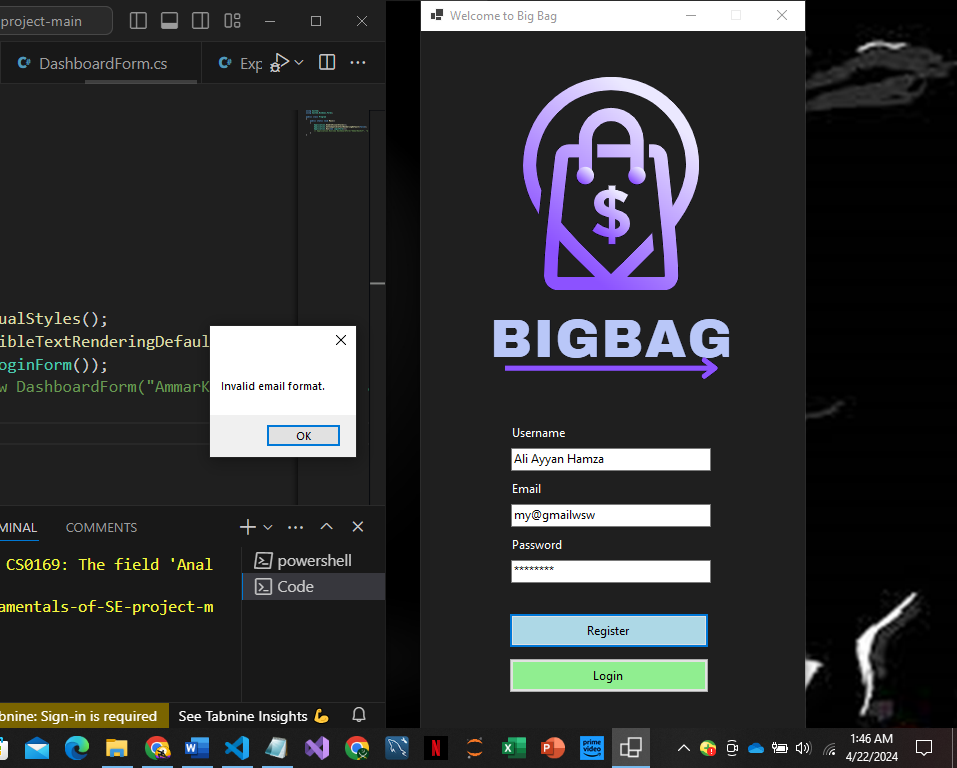 project-main
DashboardForm.cs
Exp
ualStyles();
ibleTextRenderingDefaul
oginForm());
w DashboardForm("AmmarK
Invalid email format.
OK
MINAL
COMMENTS
CS0169: The field 'Anal
amentals-of-SE-project-m
powershell
Code
bnine: Sign-in is required
See Tabnine Insights 💪
Welcome to Big Bag
$
BIGBAG
Username
Ali Ayyan Hamza
Email
my@gmailwsw
Password
********
Register
Login
prime video
1:46 AM
4/22/2024